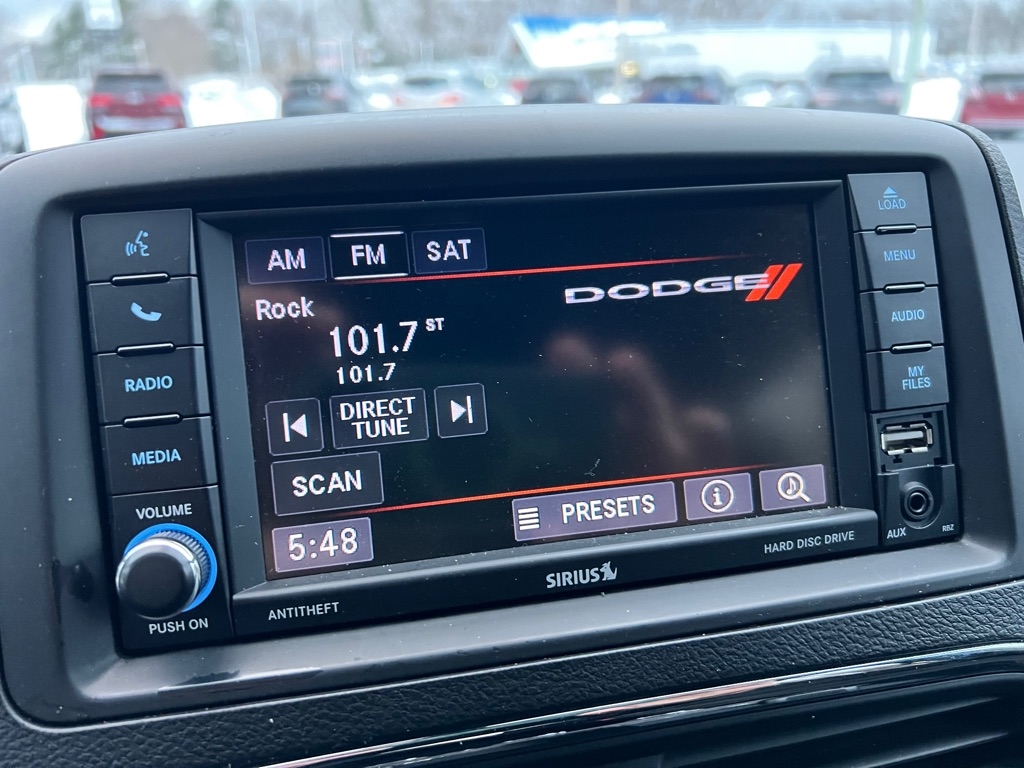 AM FM SAT
Rock
DODGE
101.7 ST
101.7
DIRECT
TUNE
SCAN
5:48
PRESETS
RADIO
MEDIA
VOLUME
PUSH ON
LOAD
MENU
AUDIO
MY
FILES
AUX
RBZ
ANTITHEFT
SIRIUS
HARD DISC DRIVE